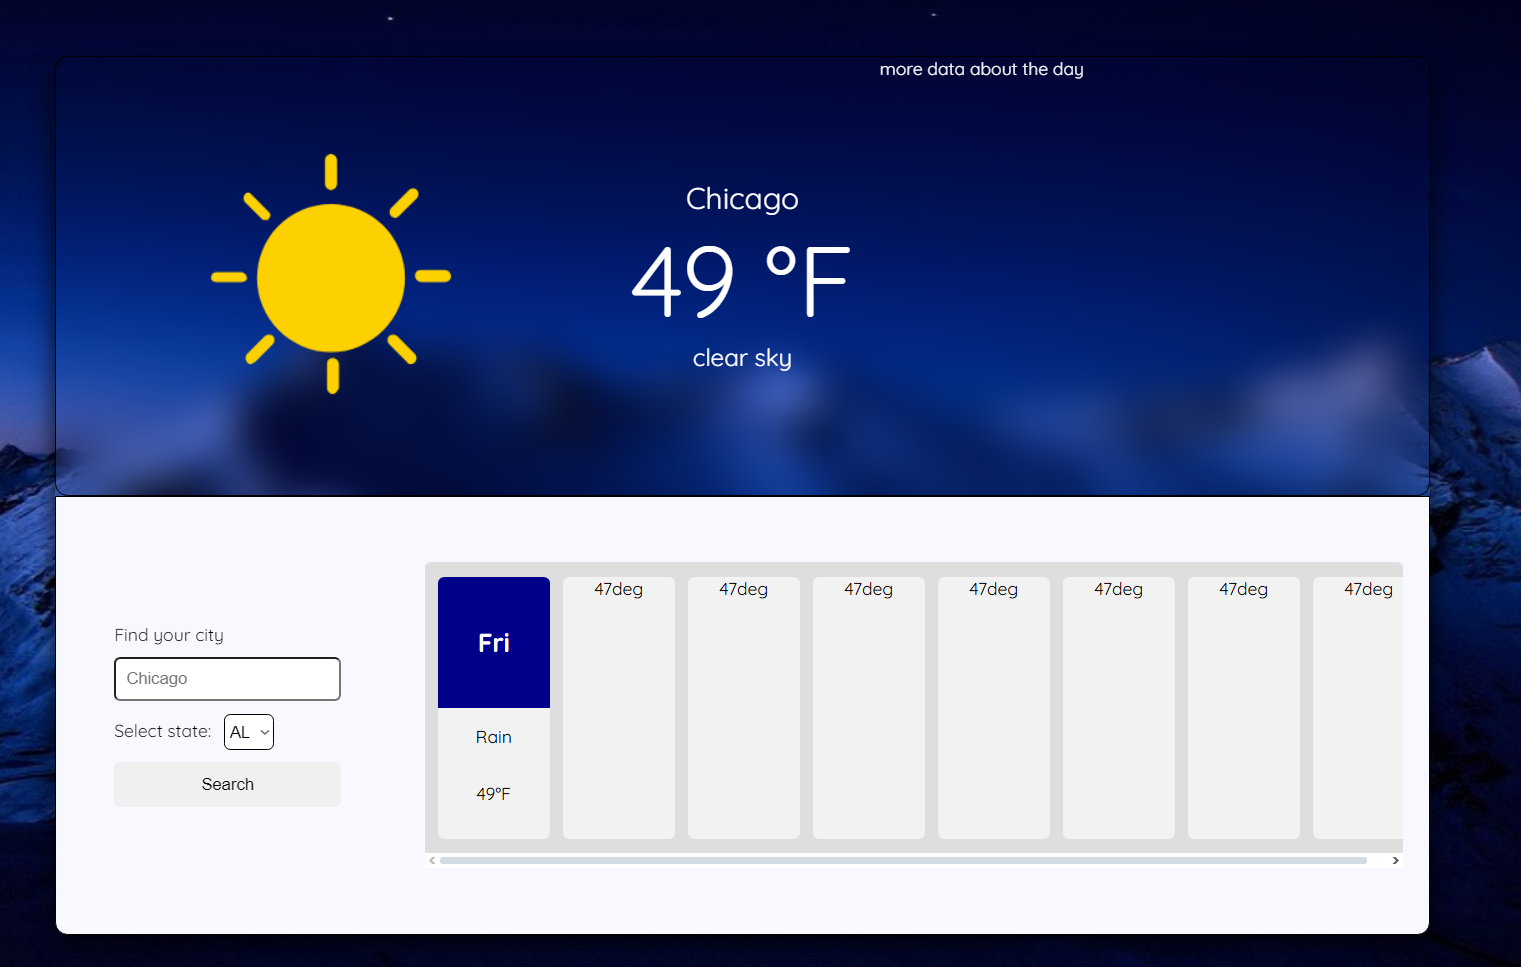 more data about the day
Chicago
49 °F
clear sky
Find your city
Chicago
Select state: AL
Search
Fri
Rain
49°F
47deg
47deg
47deg
47deg
47deg
47deg
47deg